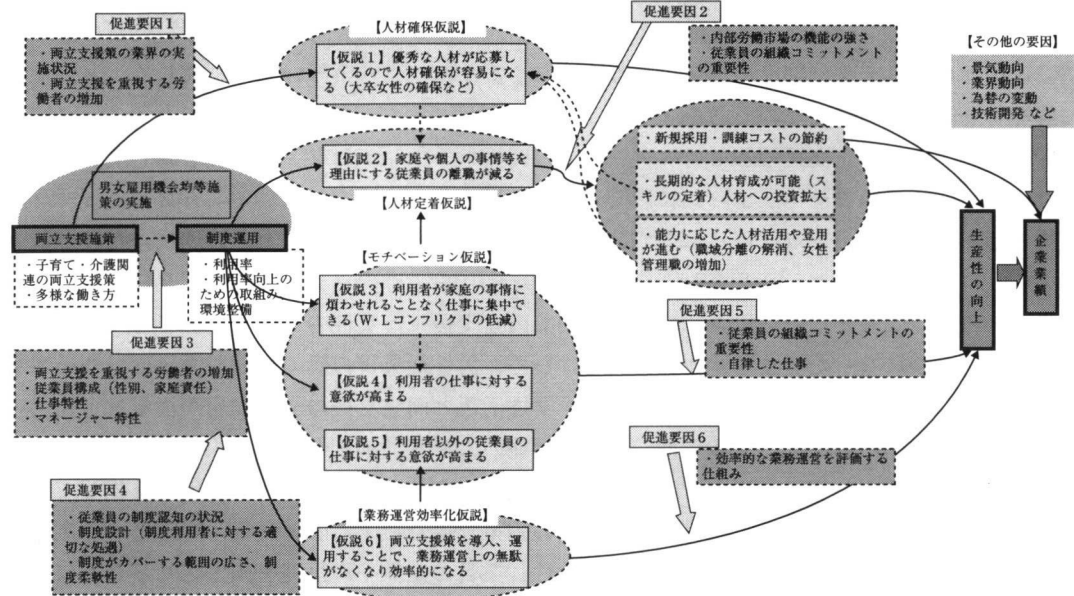 促進要因1
・両立支援策の業界の実
施状況
・両立支援を重視する労
働者の増加
【人材確保仮説】
【仮説1】優秀な人材が応募し
てくるので人材確保が容易にな
る(大卒女性の確保など)
促進要因2
・内部労働市場の機能の強さ
・従業員の組織コミットメント
の重要性
【その他の要因】
・景気動向
・業界動向
・為替の変動
・技術開発 など
【仮説2】家庭や個人の事情等を
理由にする従業員の離職が減る
【人材定着仮説】
・新規採用・訓練コストの節約
・長期的な人材育成が可能(ス
キルの定着)人材への投資拡大
・能力に応じた人材活用や登用
が進む(職域分離の解消、女性
管理職の増加)
男女雇用機会均等施
策の実施
両立支援施策
制度運用
・子育て・介護関
連の両立支援策
・多様な働き方
・利用率
・利用率向上の
ための取組み
環境整備
【モチベーション仮説】
【仮説3】利用者が家庭の事情に
煩わせれることなく仕事に集中で
きる(W・Lコンフリクトの低減)
【仮説4】利用者の仕事に対する
意欲が高まる
【仮説5】利用者以外の従業員の
仕事に対する意欲が高まる
生産性の向上
企業業績
促進要因3
・両立支援を重視する労働者の増加
・従業員構成(性別、家庭責任)
・仕事特性
・マネージャー特性
促進要因5
・従業員の組織コミットメントの
重要性
・自律した仕事
促進要因4
・従業員の制度認知の状況
・制度設計(制度利用者に対する適
切な処遇)
・制度がカバーする範囲の広さ、制
度柔軟性
【業務運営効率化仮説】
【仮説6】両立支援策を導入、運
用することで、業務運営上の無駄
がなくなり効率的になる
促進要因6
・効率的な業務運営を評価する
仕組み